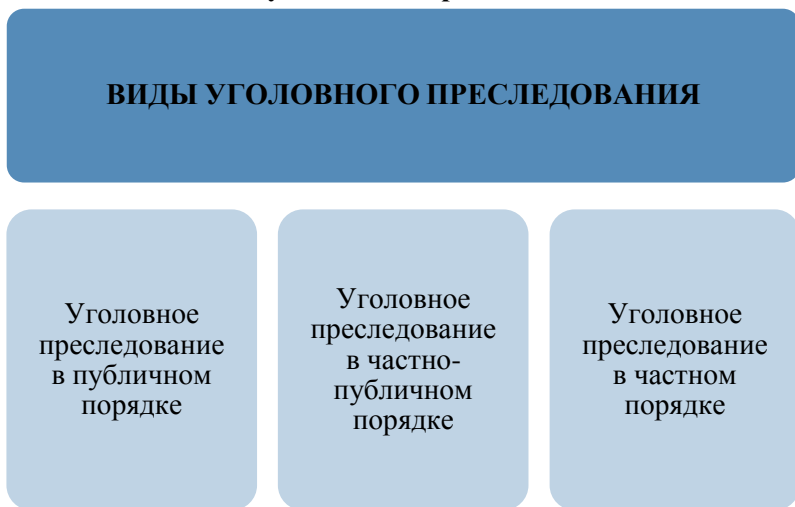 ВИДЫ УГОЛОВНОГО ПРЕСЛЕДОВАНИЯ
Уголовное
преследование
в публичном
порядке
Уголовное
преследование
в частно-
публичном
порядке
Уголовное
преследование
в частном
порядке